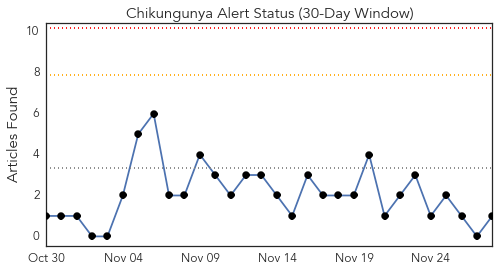 Chikungunya Alert Status (30-Day Window)
10
8
6
4
2
0
Articles Found
Oct 30 Nov 04 Nov 09 Nov 14 Nov 19 Nov 24